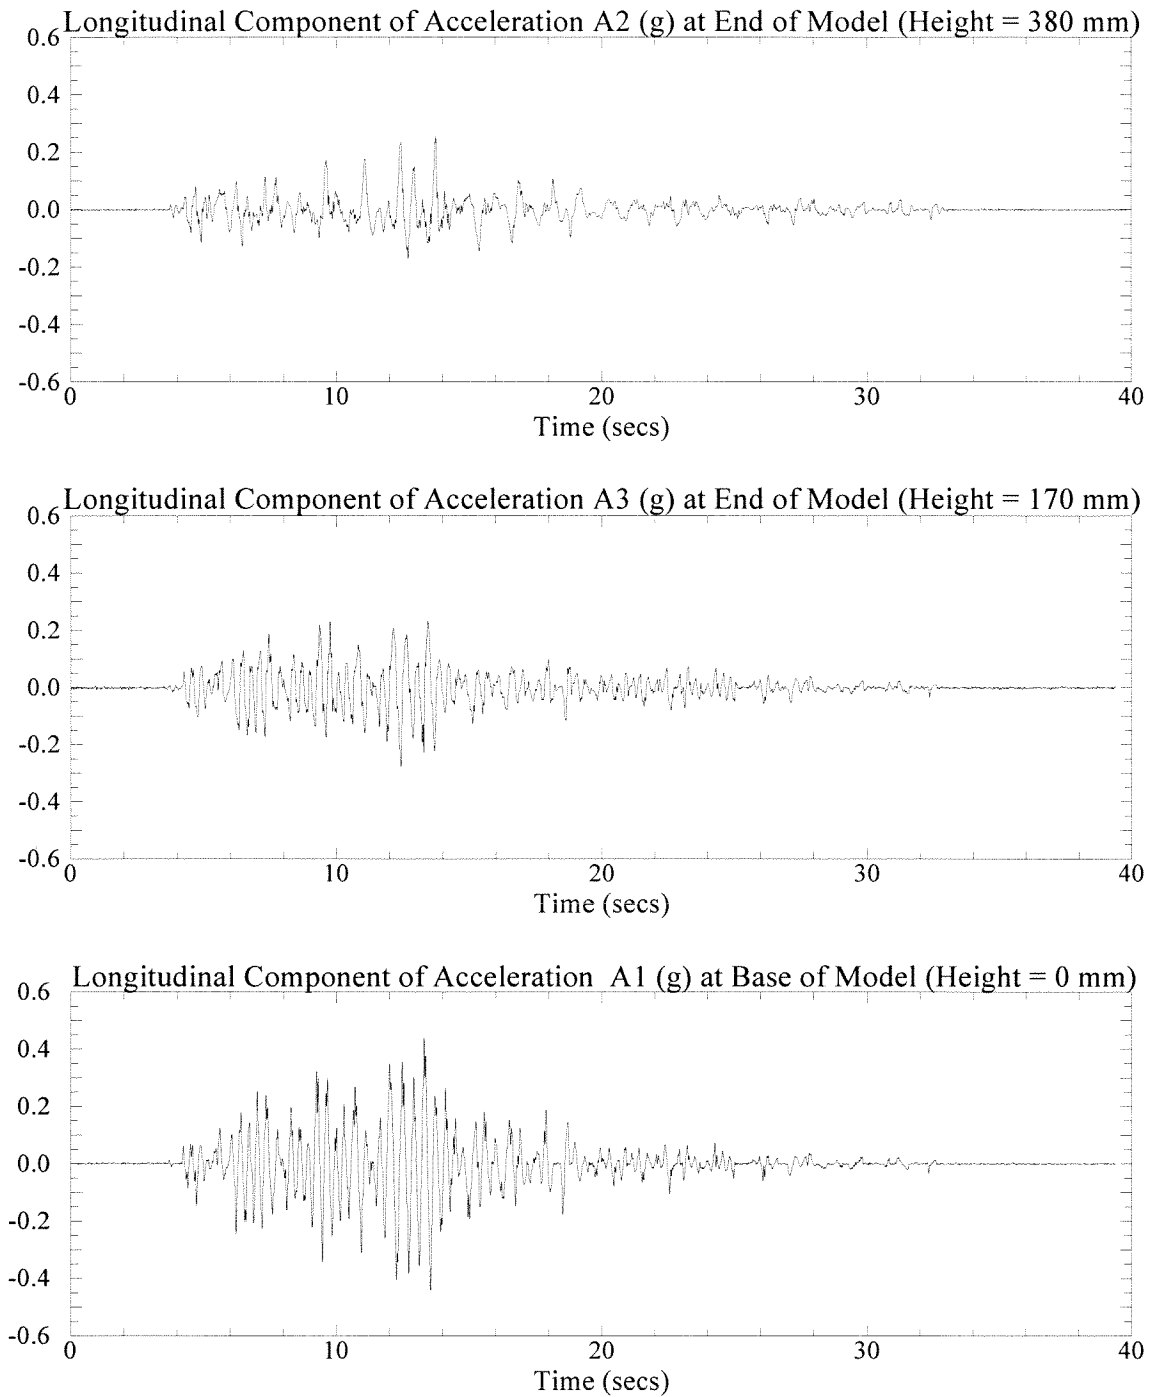 Longitudinal Component of Acceleration A2 (g) at End of Model (Height = 380 mm)
0.6
0.4
0.2
0.0
-0.2
-0.4
-0.6
0 10 20 30 40
Time (secs)
Longitudinal Component of Acceleration A3 (g) at End of Model (Height = 170 mm)
0.6
0.4
0.2
0.0
-0.2
-0.4
-0.6
0 10 20 30 40
Time (secs)
Longitudinal Component of Acceleration A1 (g) at Base of Model (Height = 0 mm)
0.6
0.4
0.2
0.0
-0.2
-0.4
-0.6
0 10 20 30 40
Time (secs)